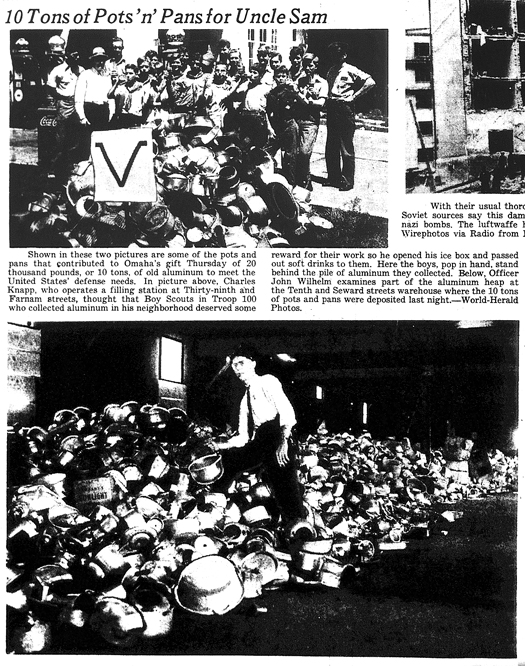 10 Tons of Pots 'n' Pans for Uncle Sam
Coca-Cola
V
Shown in these two pictures are some of the pots and
pans that contributed to Omaha's gift Thursday of 20
thousand pounds, or 10 tons, of old aluminum to meet the
United States' defense needs. In picture above, Charles
Knapp, who operates a filling station at Thirty-ninth and
Farnam streets, thought that Boy Scouts in Troop 100
who collected aluminum in his neighborhood deserved some
reward for their work so he opened his ice box and passed
out soft drinks to them. Here the boys, pop in hand, stand
behind the pile of aluminum they collected. Below, Officer
John Wilhelm examines part of the aluminum heap at
the Tenth and Seward streets warehouse where the 10 tons
of pots and pans were deposited last night.—World-Herald
Photos.
With their usual thoro
Soviet sources say this dam
nazi bombs. The luftwaffe
Wirephotos via Radio from
LIGHT